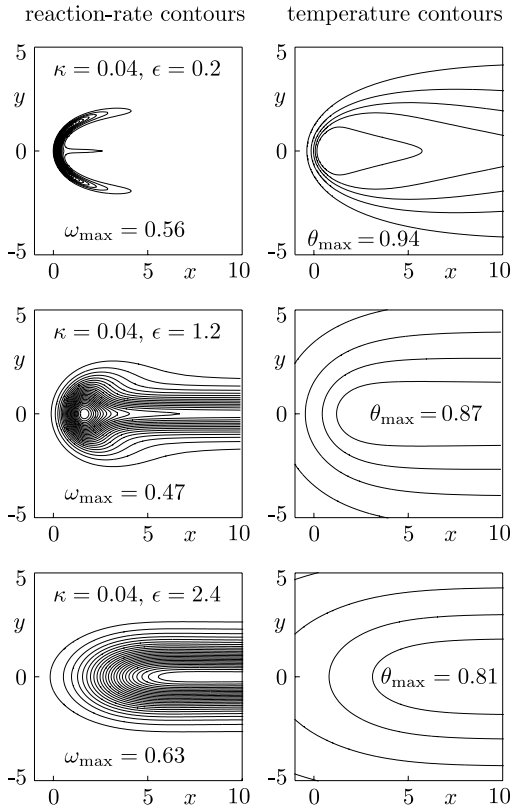 reaction-rate contours temperature contours
5 5
κ = 0.04, ϵ = 0.2
y
0 0
ω_max = 0.56 θ_max = 0.94
-5 -5
0 5 x 10 0 5 x 10
5 5
κ = 0.04, ϵ = 1.2
y y
0 θ_max = 0.87 0
ω_max = 0.47
-5 -5
0 5 x 10 0 5 x 10
5 5
κ = 0.04, ϵ = 2.4
y y
0 θ_max = 0.81 0
ω_max = 0.63
-5 -5
0 5 x 10 0 5 x 10